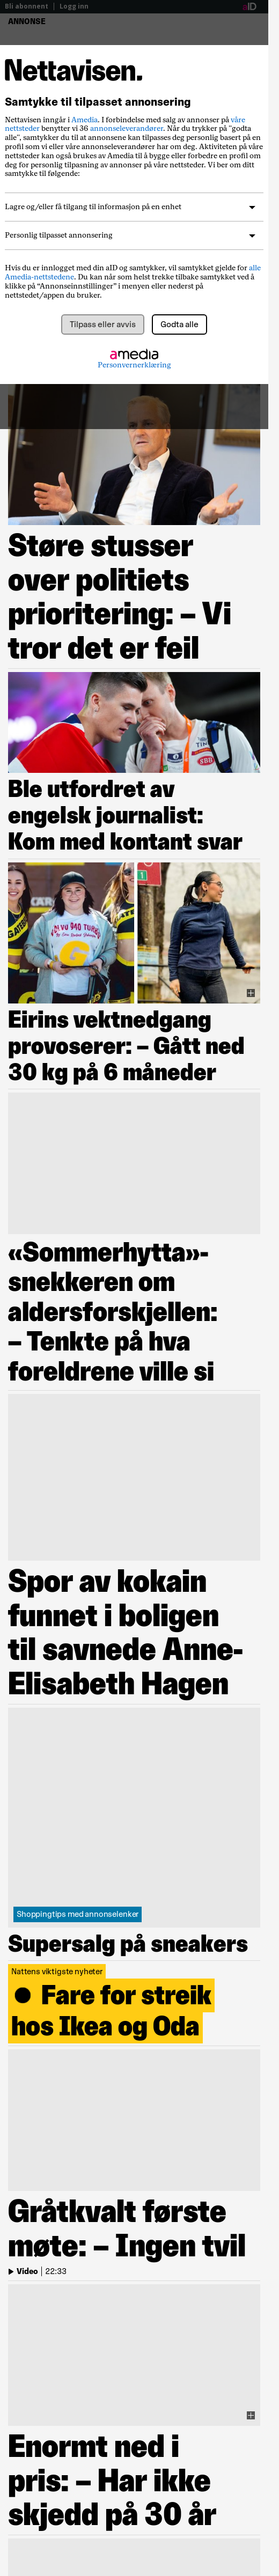 Bli abonnent | Logg inn
aID
ANNONSE
Nettavisen.
Samtykke til tilpasset annonsering
Nettavisen inngår i Amedia. I forbindelse med salg av annonser på våre
nettsteder benytter vi 36 annonseleverandører. Når du trykker på "godta
alle", samtykker du til at annonsene kan tilpasses deg personlig basert på en
profil som vi eller våre annonsepartnere har om deg. Aktiviteten på våre
nettsteder kan også brukes av Amedia til å bygge eller forbedre en profil om
deg for personlig tilpasning av annonser på våre nettsteder. Vi ber om ditt
samtykke til følgende:
Lagre og/eller få tilgang til informasjon på en enhet
Personlig tilpasset annonsering
Hvis du er innlogget med din aID og samtykker, vil samtykket gjelde for alle
Amedia-nettstedene. Du kan når som helst trekke tilbake samtykket ved å
klikke på “Annonseinnstillinger” i menyen eller nederst på
nettstedet/appen du bruker.
Tilpass eller avvis
Godta alle
amedia
Personvernerklæring
Støre stusser
over politiets
prioritering: – Vi
tror det er feil
Ble utfordret av
engelsk journalist:
Kom med kontant svar
Eirins vektnedgang
provoserer: – Gått ned
30 kg på 6 måneder
«Sommerhytta»-
snekkeren om
aldersforskjellen:
– Tenkte på hva
foreldrene ville si
Spor av kokain
funnet i boligen
til savnede Anne-
Elisabeth Hagen
Shoppingtips med annonselenker
Supersalg på sneakers
Nattens viktigste nyheter
● Fare for streik
hos Ikea og Oda
Gråtkvalt første
møte: – Ingen tvil
Video | 22:33
Enormt ned i
pris: – Har ikke
skjedd på 30 år